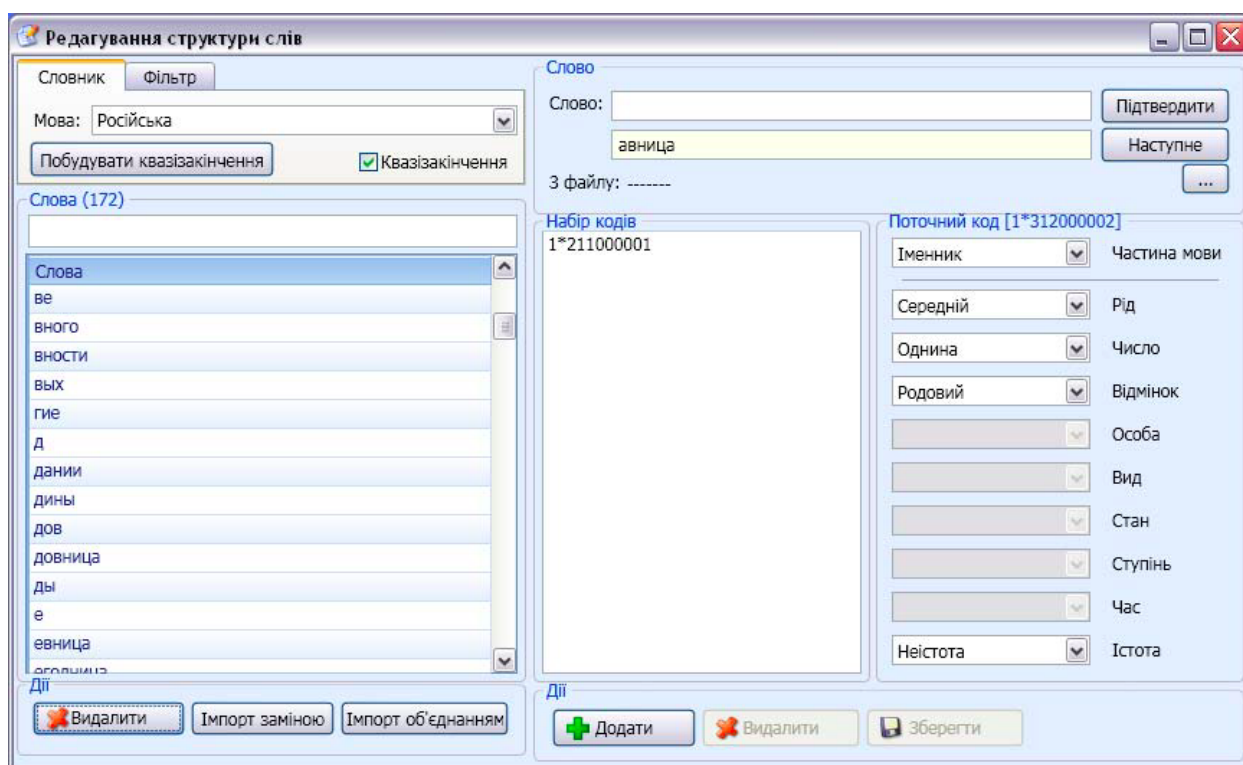 Редагування структури слів
Словник Фільтр
Мова: Російська
Побудувати квазізакінчення Квазізакінчення
Слова (172)
Слова
ве
вного
вности
вых
гие
д
дании
дины
дов
довница
ды
е
евница
егодница
Дії
Видалити Імпорт заміною Імпорт об'єднанням
Слово
Слово: Підтвердити
авница Наступне
З файлу: ------- ...
Набір кодів
1*211000001
Поточний код [1*312000002]
Іменник Частина мови
Середній Рід
Однина Число
Родовий Відмінок
Особа
Вид
Стан
Ступінь
Час
Неістота Істота
Дії
Додати Видалити Зберегти